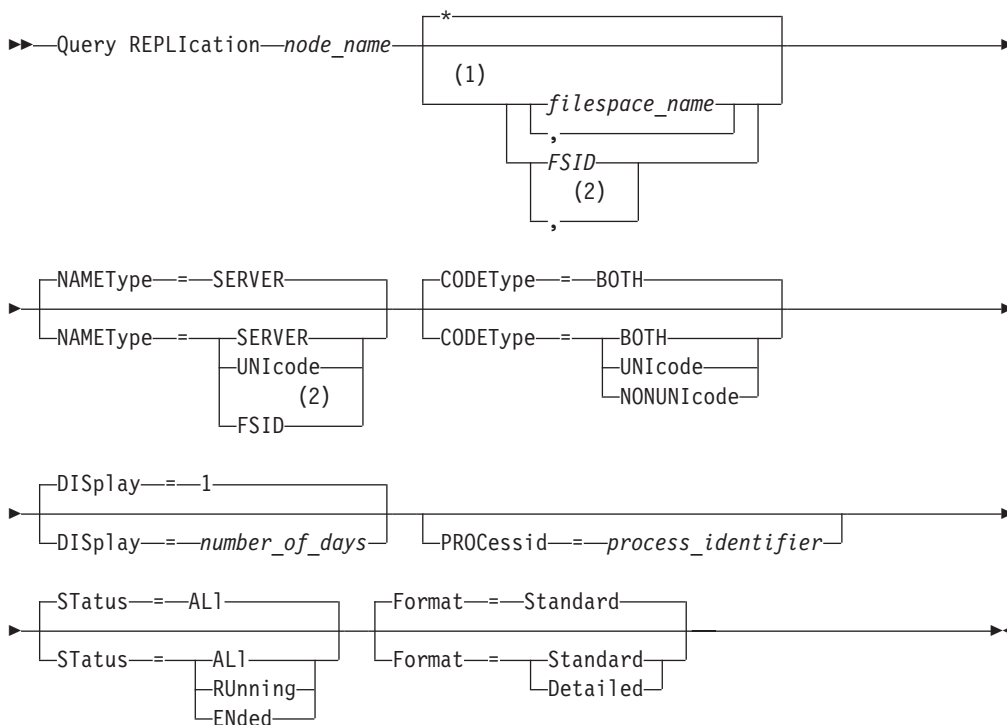 *
Query REPLIcation node_name
(1)
filespace_name
,
FSID
(2)
,
NAMEType = SERVER CODEType = BOTH
NAMEType = SERVER CODEType = BOTH
UNIcode UNIcode
(2) NONUNIcode
FSID
DISplay = 1
DISplay = number_of_days PROCessid = process_identifier
STatus = ALl Format = Standard
STatus = ALl Format = Standard
RUnning Detailed
ENded